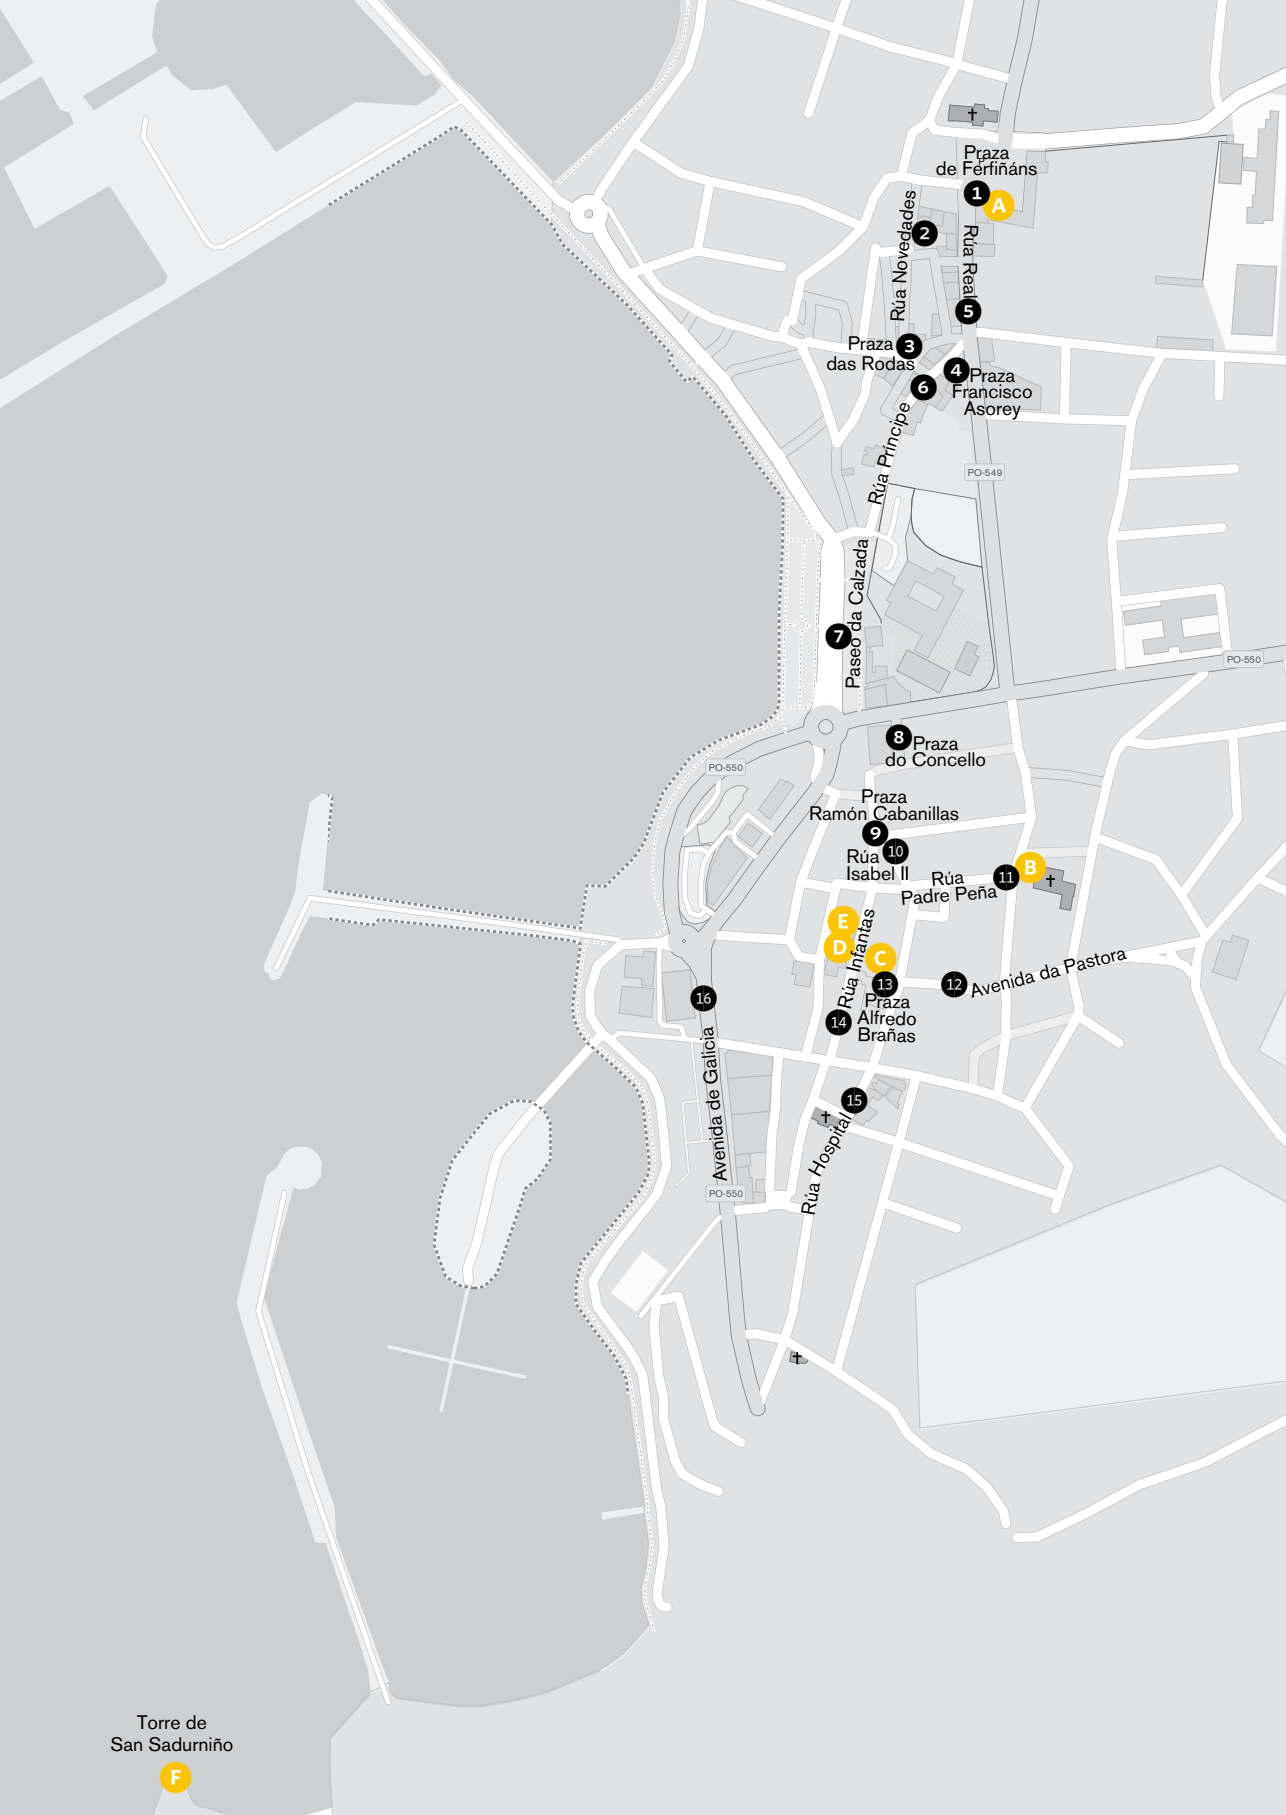 Praza
de Fefiñáns
1
A
Rúa Novedades
2
Rúa Real
5
Praza
das Rodas
3
4
Praza
Francisco
Asorey
6
Rúa Príncipe
PO-549
Paseo da Calzada
7
PO-550
8
Praza
do Concello
PO-550
Praza
Ramón Cabanillas
9
10
Rúa
Isabel II
Rúa
Padre Peña
11
B
E
D
C
Rúa Infantas
13
12
Avenida da Pastora
Praza
Alfredo
Brañas
14
16
Avenida de Galicia
15
Rúa Hospital
PO-550
Torre de
San Sadurniño
F